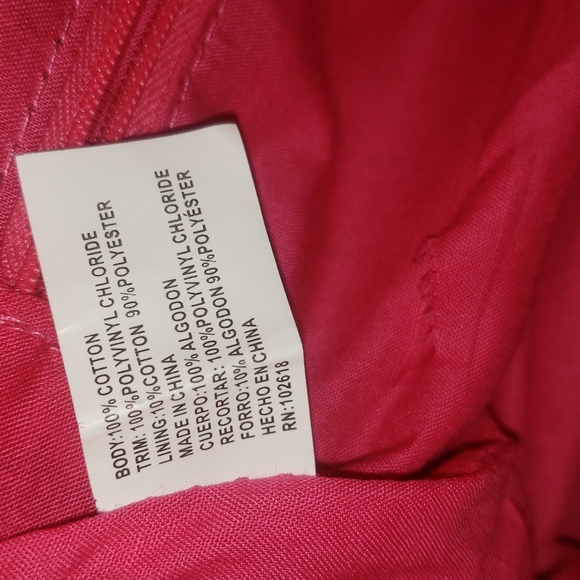 BODY:100% COTTON
TRIM: 100%POLYVINYL CHLORIDE
LINING:10%COTTON 90%POLYESTER
MADE IN CHINA
CUERPO:100% ALGODON
RECORTAR: 100%POLYVINYL CHLORIDE
FORRO:10% ALGODON 90%POLYÉSTER
HECHO EN CHINA
RN:102618